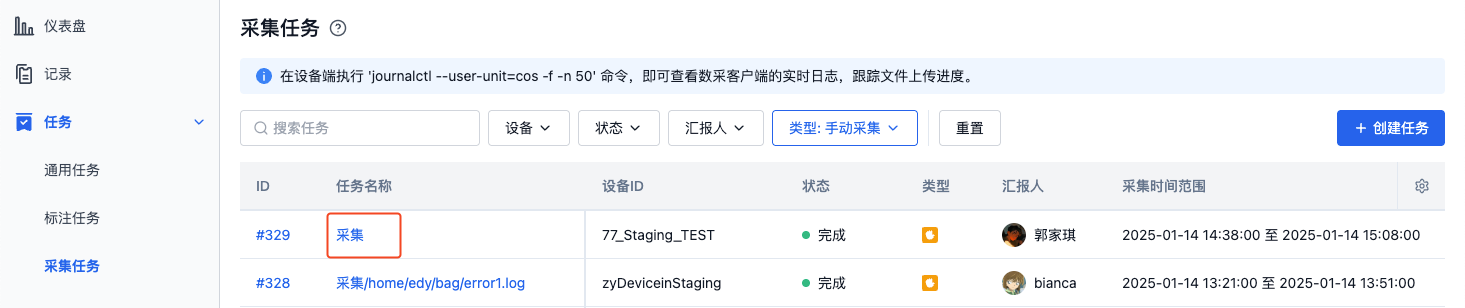 仪表盘
记录
任务
通用任务
标注任务
采集任务
采集任务
在设备端执行 'journalctl --user-unit=cos -f -n 50' 命令，即可查看数采客户端的实时日志，跟踪文件上传进度。
搜索任务 设备 状态 汇报人 类型: 手动采集 重置 + 创建任务
ID 任务名称 设备ID 状态 类型 汇报人 采集时间范围
#329 采集 77_Staging_TEST 完成 郭家琪 2025-01-14 14:38:00 至 2025-01-14 15:08:00
#328 采集/home/edy/bag/error1.log zyDeviceinStaging 完成 bianca 2025-01-14 13:21:00 至 2025-01-14 13:51:00